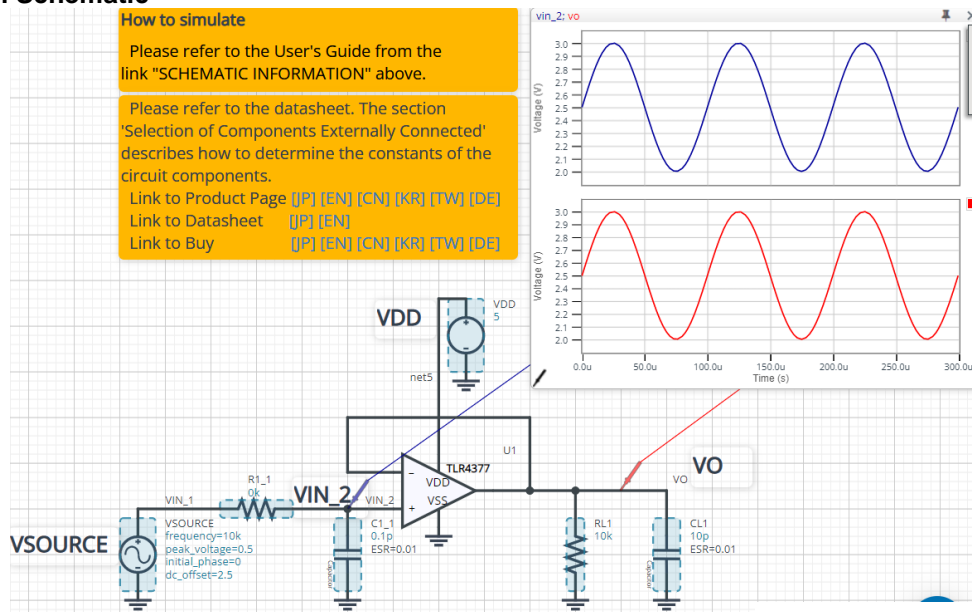 How to simulate
Please refer to the User's Guide from the
link "SCHEMATIC INFORMATION" above.
Please refer to the datasheet. The section
'Selection of Components Externally Connected'
describes how to determine the constants of the
circuit components.
Link to Product Page [JP] [EN] [CN] [KR] [TW] [DE]
Link to Datasheet [JP] [EN]
Link to Buy [JP] [EN] [CN] [KR] [TW] [DE]
vin_2; vo
Voltage (V)
3.0
2.9
2.8
2.7
2.6
2.5
2.4
2.3
2.2
2.1
2.0
Voltage (V)
3.0
2.9
2.8
2.7
2.6
2.5
2.4
2.3
2.2
2.1
2.0
0.0u 50.0u 100.0u 150.0u 200.0u 250.0u 300.0u
Time (s)
VDD
VDD
5
net5
U1
TLR4377
VDD
VSS
VO
VO
R1_1
0k
VIN_1
VIN_2
VIN_2
VSOURCE
VSOURCE
frequency=10k
peak_voltage=0.5
initial_phase=0
dc_offset=2.5
C1_1
0.1p
ESR=0.01
Capacitor
RL1
10k
CL1
10p
ESR=0.01
Capacitor